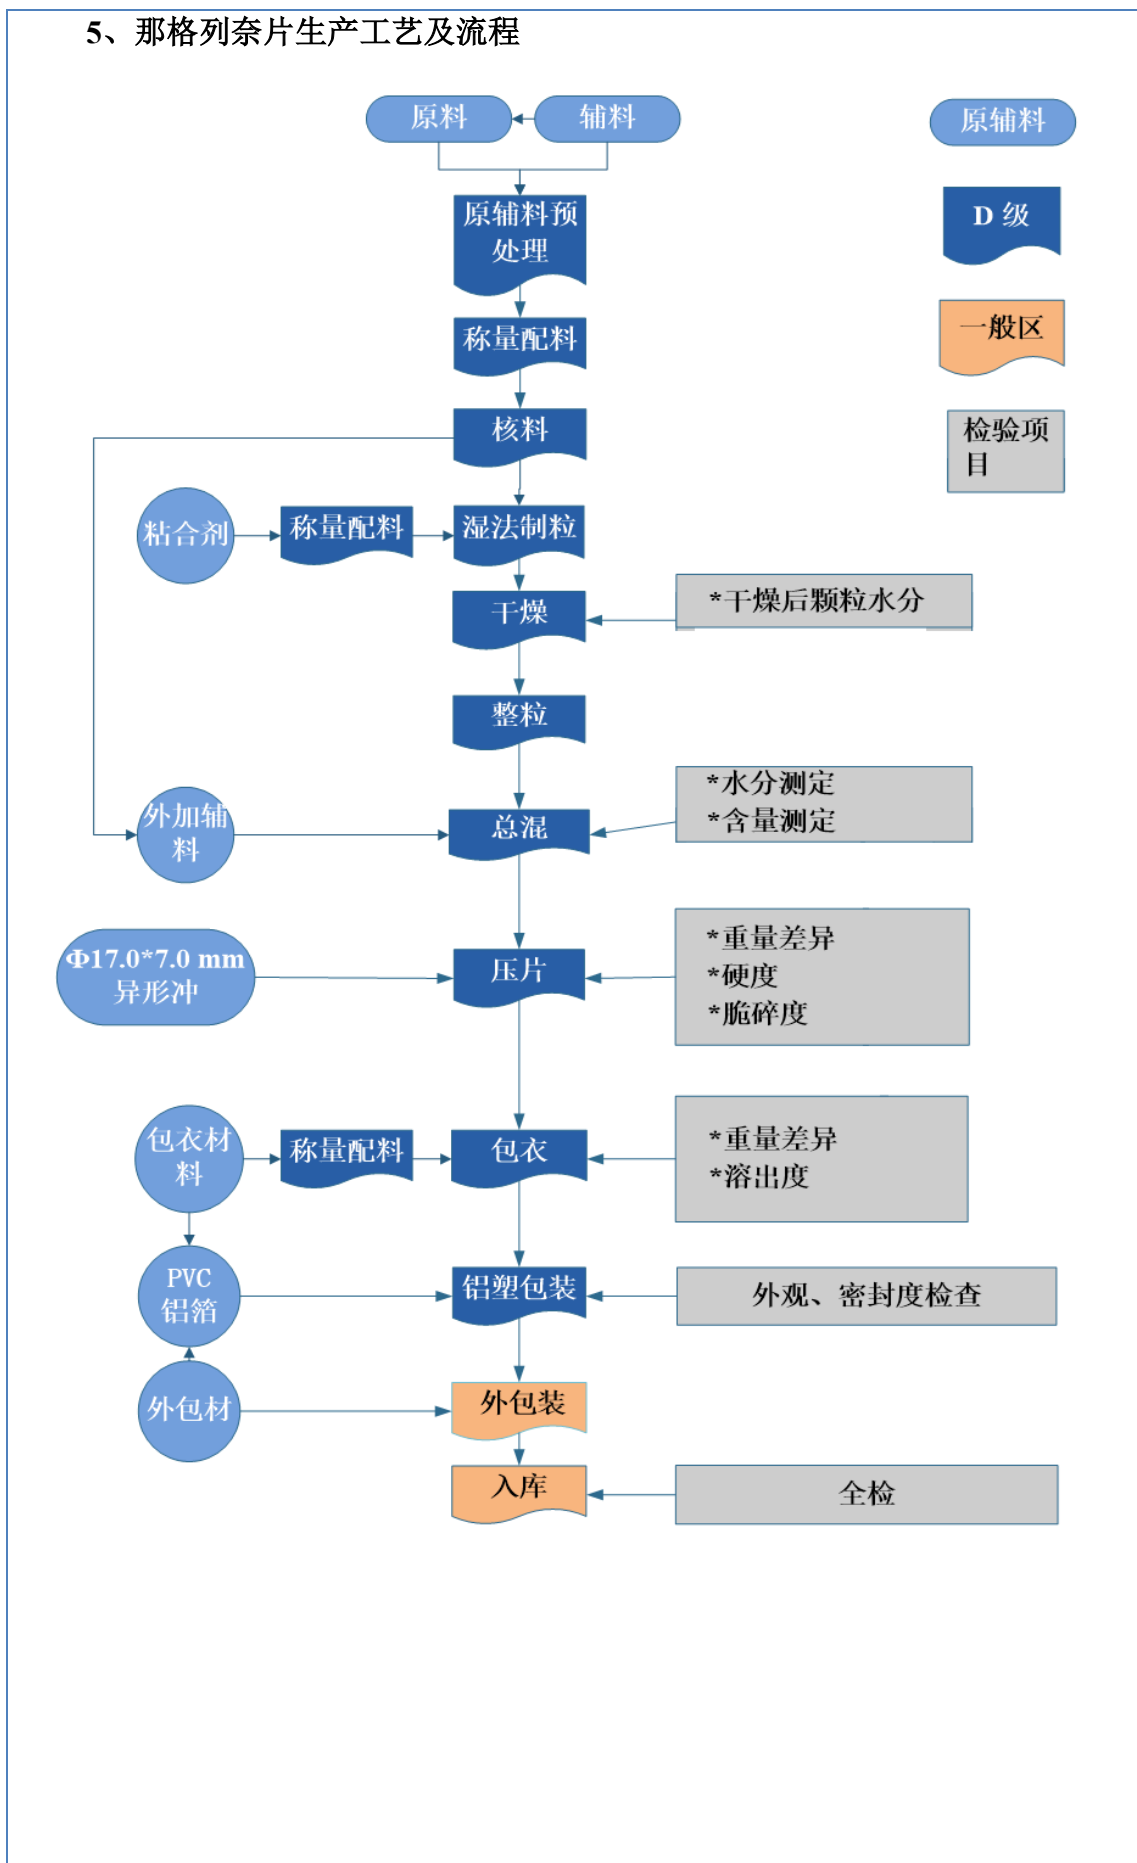 5、那格列奈片生产工艺及流程
原料
辅料
原辅料
原辅料预
处理
D 级
称量配料
一般区
核料
检验项
目
粘合剂
称量配料
湿法制粒
干燥
*干燥后颗粒水分
整粒
外加辅
料
总混
*水分测定
*含量测定
Φ17.0*7.0 mm
异形冲
压片
*重量差异
*硬度
*脆碎度
包衣材
料
称量配料
包衣
*重量差异
*溶出度
PVC
铝箔
铝塑包装
外观、密封度检查
外包材
外包装
入库
全检